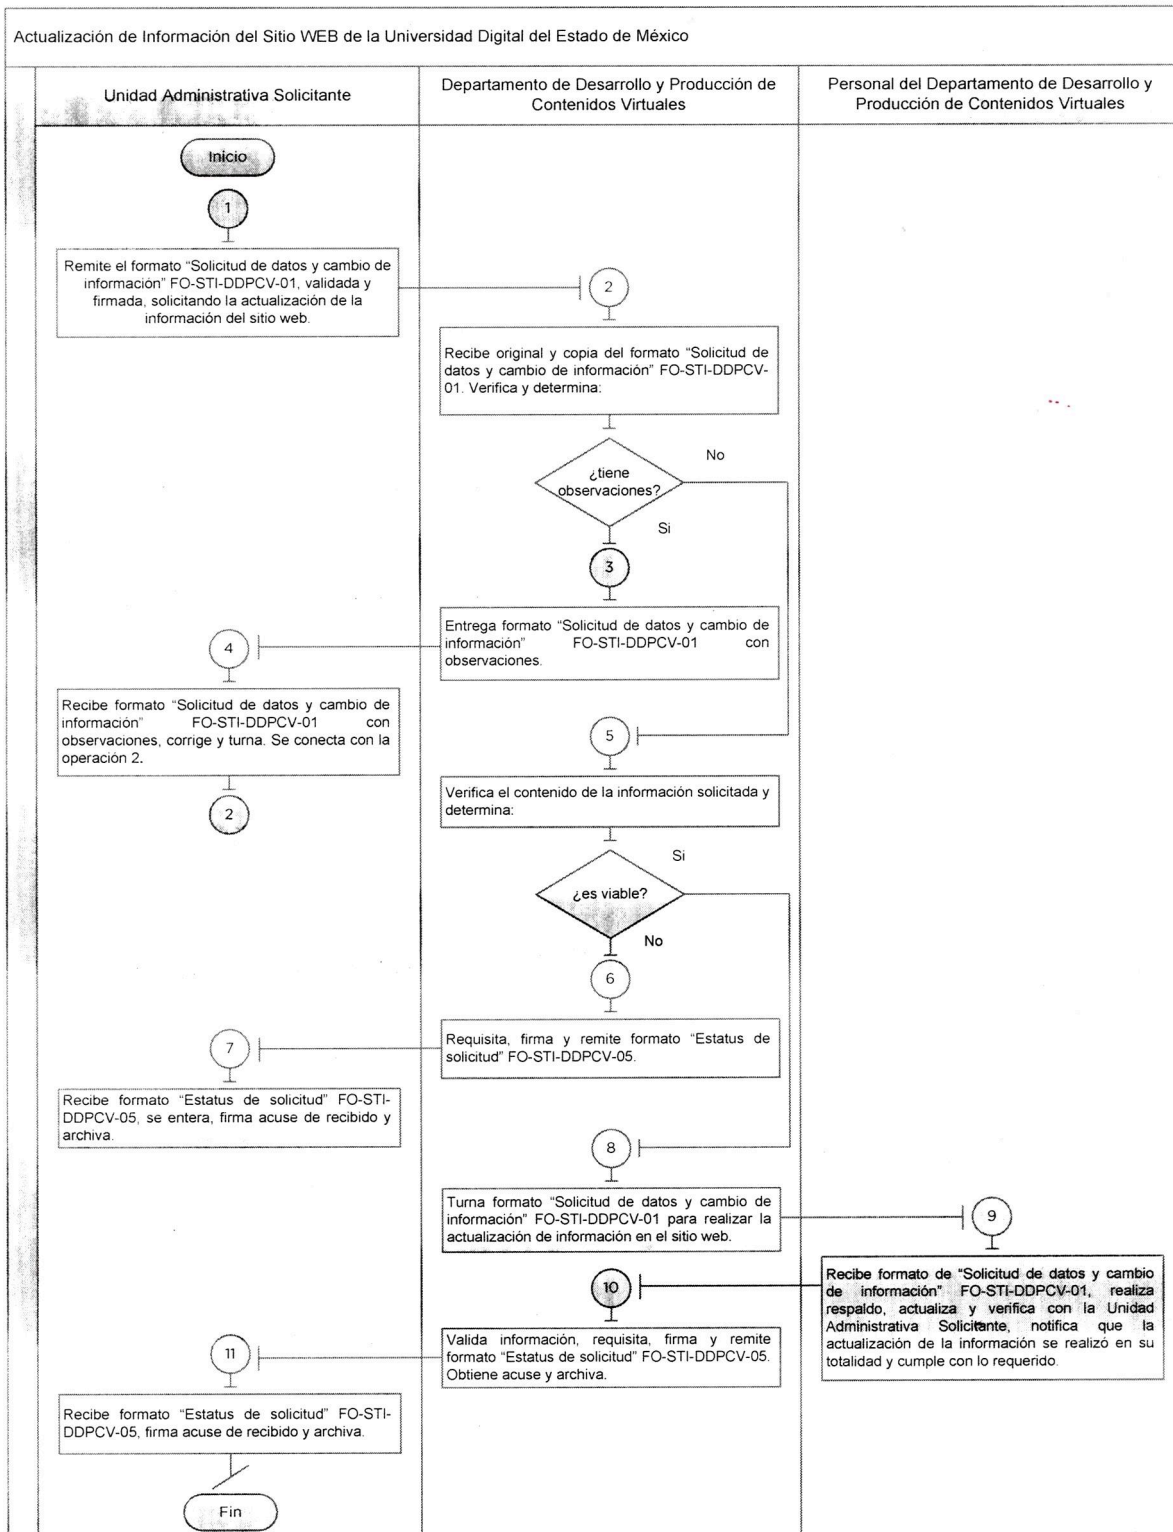 Actualización de Información del Sitio WEB de la Universidad Digital del Estado de México
Unidad Administrativa Solicitante
Departamento de Desarrollo y Producción de
Contenidos Virtuales
Personal del Departamento de Desarrollo y
Producción de Contenidos Virtuales
Inicio
1
Remite el formato “Solicitud de datos y cambio de
información” FO-STI-DDPCV-01, validada y
firmada, solicitando la actualización de la
información del sitio web.
2
Recibe original y copia del formato “Solicitud de
datos y cambio de información” FO-STI-DDPCV-
01. Verifica y determina:
¿tiene
observaciones?
No
Si
3
Entrega formato “Solicitud de datos y cambio de
información” FO-STI-DDPCV-01 con
observaciones.
4
Recibe formato “Solicitud de datos y cambio de
información” FO-STI-DDPCV-01 con
observaciones, corrige y turna. Se conecta con la
operación 2.
2
5
Verifica el contenido de la información solicitada y
determina:
¿es viable?
Si
No
6
Requisita, firma y remite formato “Estatus de
solicitud” FO-STI-DDPCV-05.
7
Recibe formato “Estatus de solicitud” FO-STI-
DDPCV-05, se entera, firma acuse de recibido y
archiva.
8
Turna formato “Solicitud de datos y cambio de
información” FO-STI-DDPCV-01 para realizar la
actualización de información en el sitio web.
9
Recibe formato de “Solicitud de datos y cambio
de información” FO-STI-DDPCV-01, realiza
respaldo, actualiza y verifica con la Unidad
Administrativa Solicitante, notifica que la
actualización de la información se realizó en su
totalidad y cumple con lo requerido.
10
Valida información, requisita, firma y remite
formato “Estatus de solicitud” FO-STI-DDPCV-05.
Obtiene acuse y archiva.
11
Recibe formato “Estatus de solicitud” FO-STI-
DDPCV-05, firma acuse de recibido y archiva.
Fin